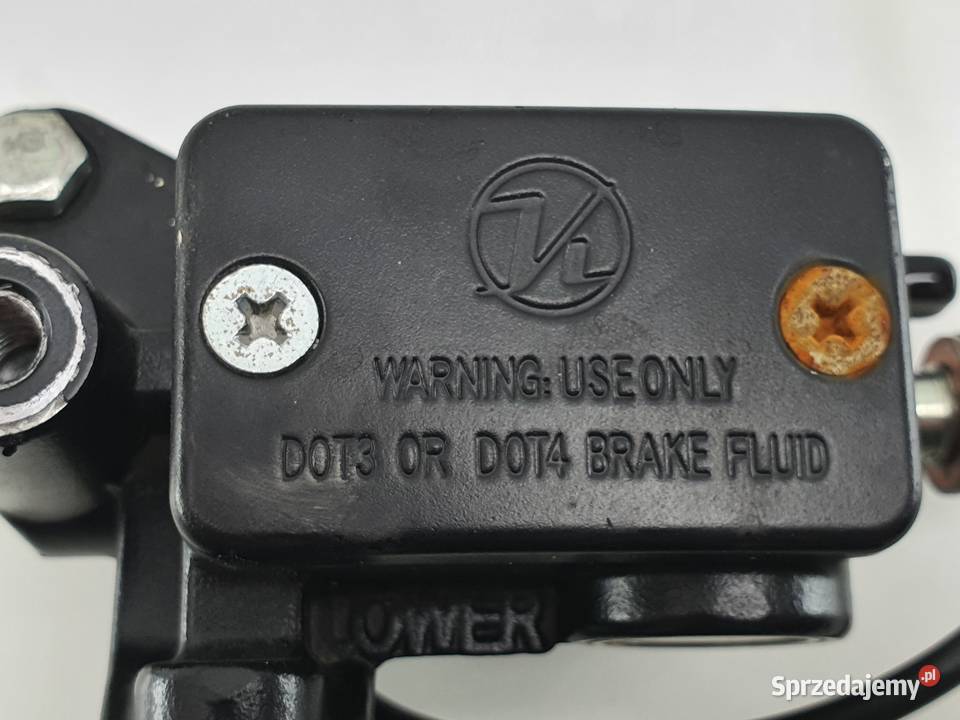 WARNING: USE ONLY
DOT3 OR DOT4 BRAKE FLUID
LOWER
Sprzedajemy.pl